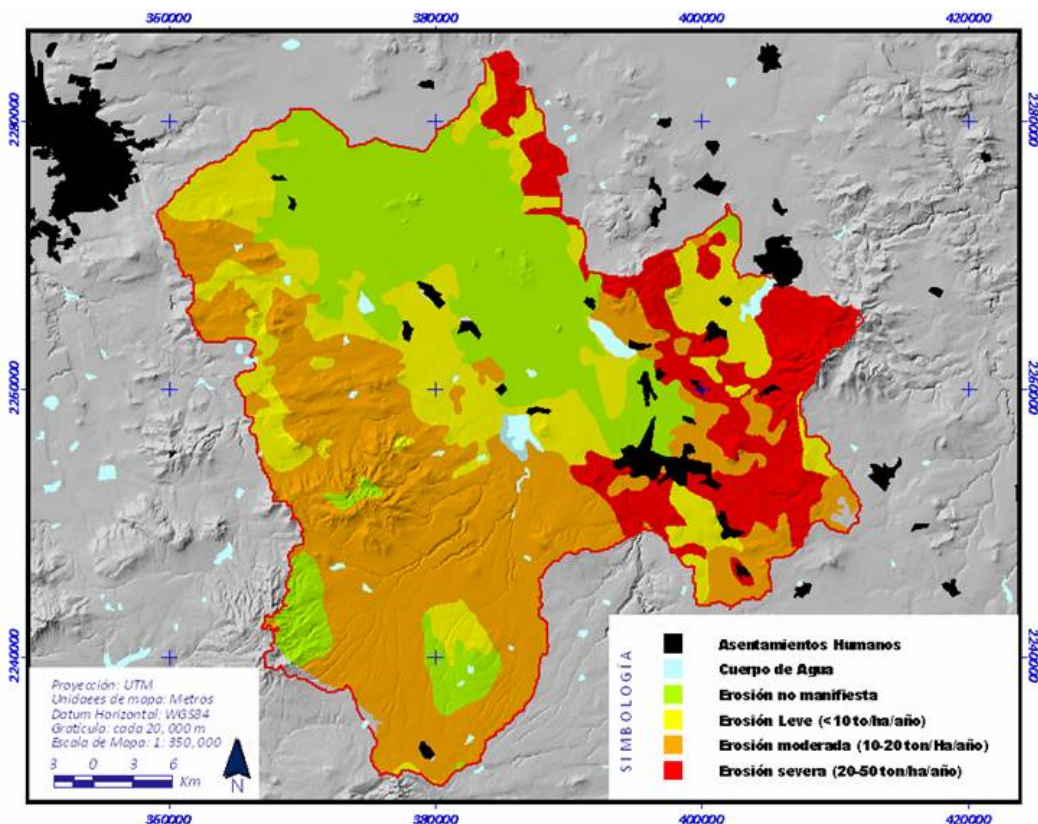 360000
380000
400000
420000
2280000
2280000
2260000
2260000
2240000
2240000
Proyección: UTM
Unidaees de mapa: Metros
Datum Horizontal: WGS84
Gratícula: cada 20, 000 m
Escala de Mapa: 1: 350, 000
3 0 3 6
Km
N
SIMBOLOGÍA
Asentamientos Humanos
Cuerpo de Agua
Erosión no manifiesta
Erosión Leve (<10 to/ha/año)
Erosión moderada (10-20 ton/Ha/año)
Erosión severa (20-50 ton/ha/año)
360000
380000
400000
420000